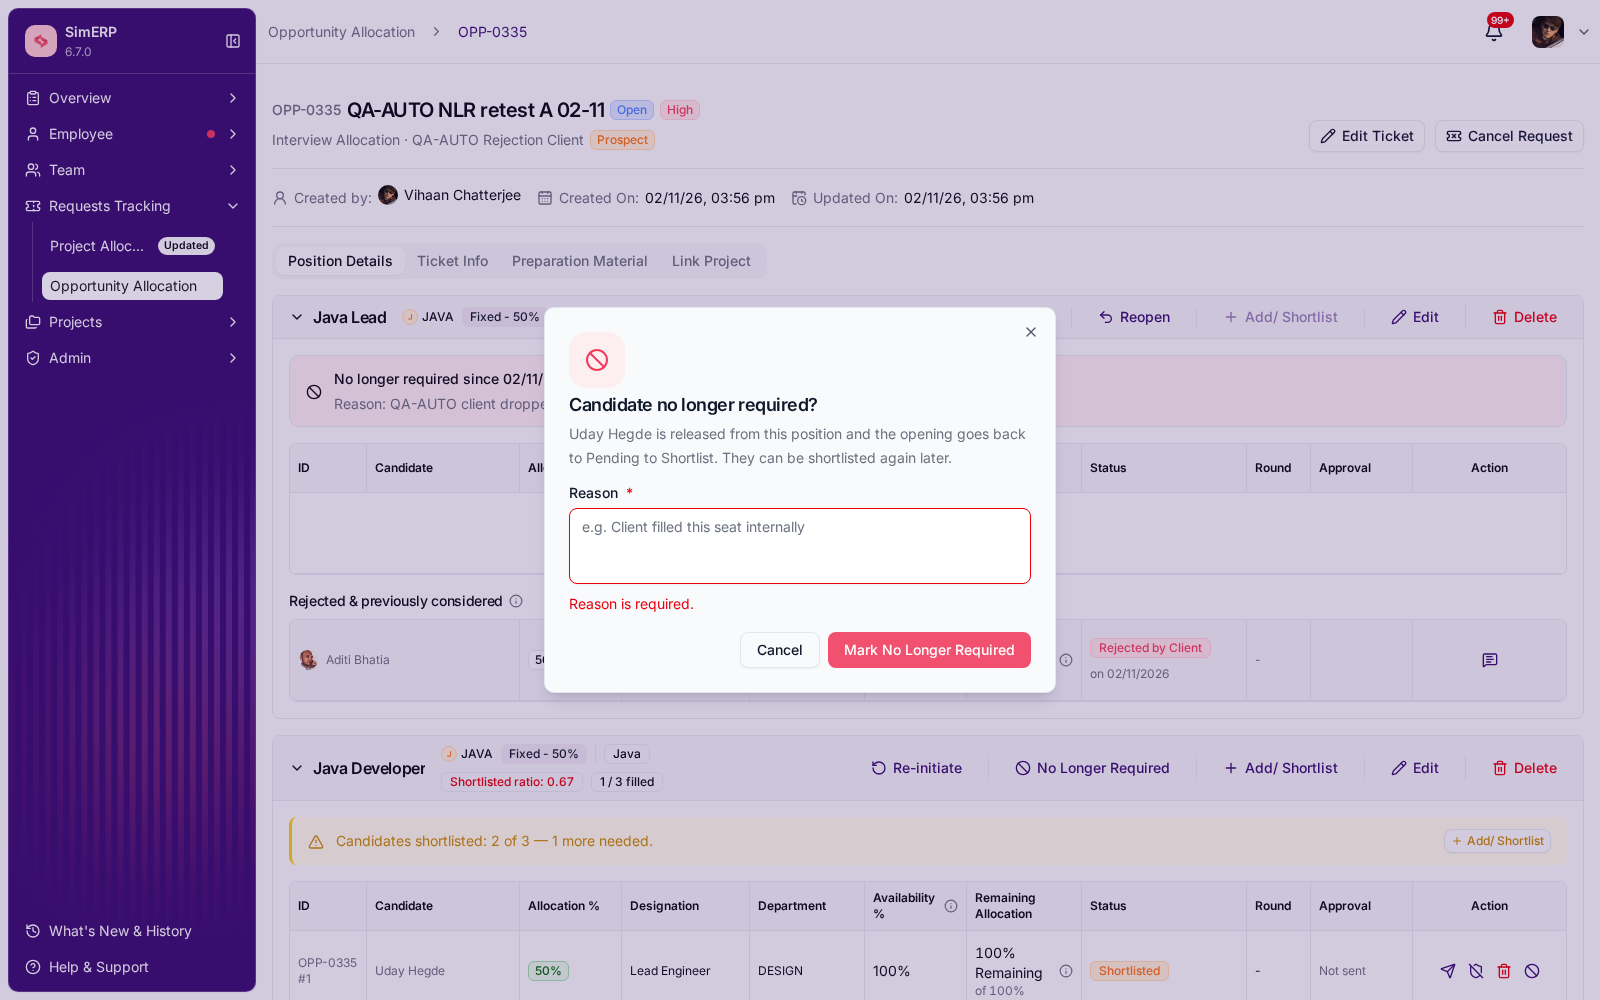 SimERP
6.7.0
Overview
Employee
Team
Requests Tracking
Project Alloc... Updated
Opportunity Allocation
Projects
Admin
What's New & History
Help & Support
Opportunity Allocation > OPP-0335
99+
OPP-0335 QA-AUTO NLR retest A 02-11 Open High
Interview Allocation · QA-AUTO Rejection Client Prospect
Edit Ticket Cancel Request
Created by: Vihaan Chatterjee Created On: 02/11/26, 03:56 pm Updated On: 02/11/26, 03:56 pm
Position Details Ticket Info Preparation Material Link Project
Java Lead J JAVA Fixed - 50% Reopen + Add/ Shortlist Edit Delete
No longer required since 02/11/
Reason: QA-AUTO client droppe
ID Candidate Status Round Approval Action
Rejected & previously considered
Aditi Bhatia Rejected by Client -
on 02/11/2026
Candidate no longer required?
Uday Hegde is released from this position and the opening goes back
to Pending to Shortlist. They can be shortlisted again later.
Reason *
e.g. Client filled this seat internally
Reason is required.
Cancel Mark No Longer Required
Java Developer J JAVA Fixed - 50% Java
Shortlisted ratio: 0.67 1 / 3 filled
Re-initiate No Longer Required + Add/ Shortlist Edit Delete
Candidates shortlisted: 2 of 3 — 1 more needed. + Add/ Shortlist
ID Candidate Allocation % Designation Department Availability % Remaining Allocation Status Round Approval Action
OPP-0335 #1 Uday Hegde 50% Lead Engineer DESIGN 100% 100% Remaining of 100% Shortlisted - Not sent